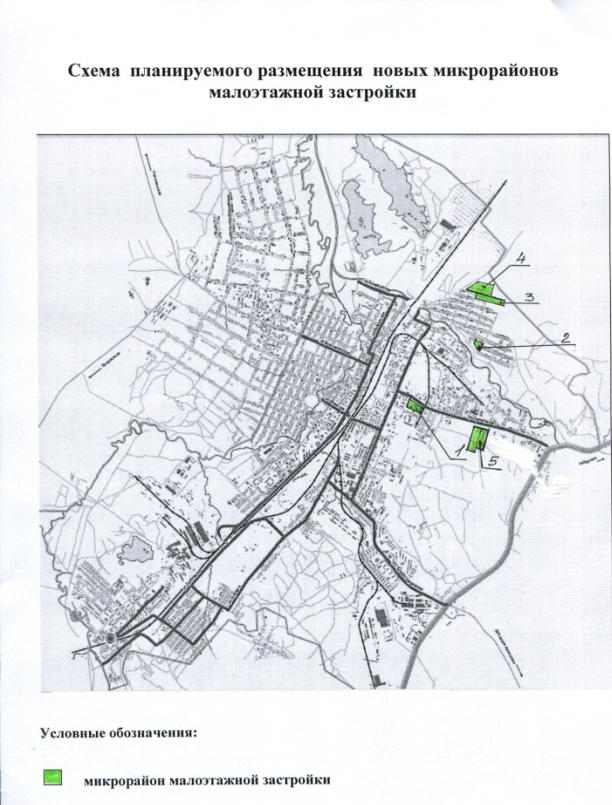 Схема планируемого размещения новых микрорайонов
малоэтажной застройки
4
3
2
1
5
Условные обозначения:
микрорайон малоэтажной застройки